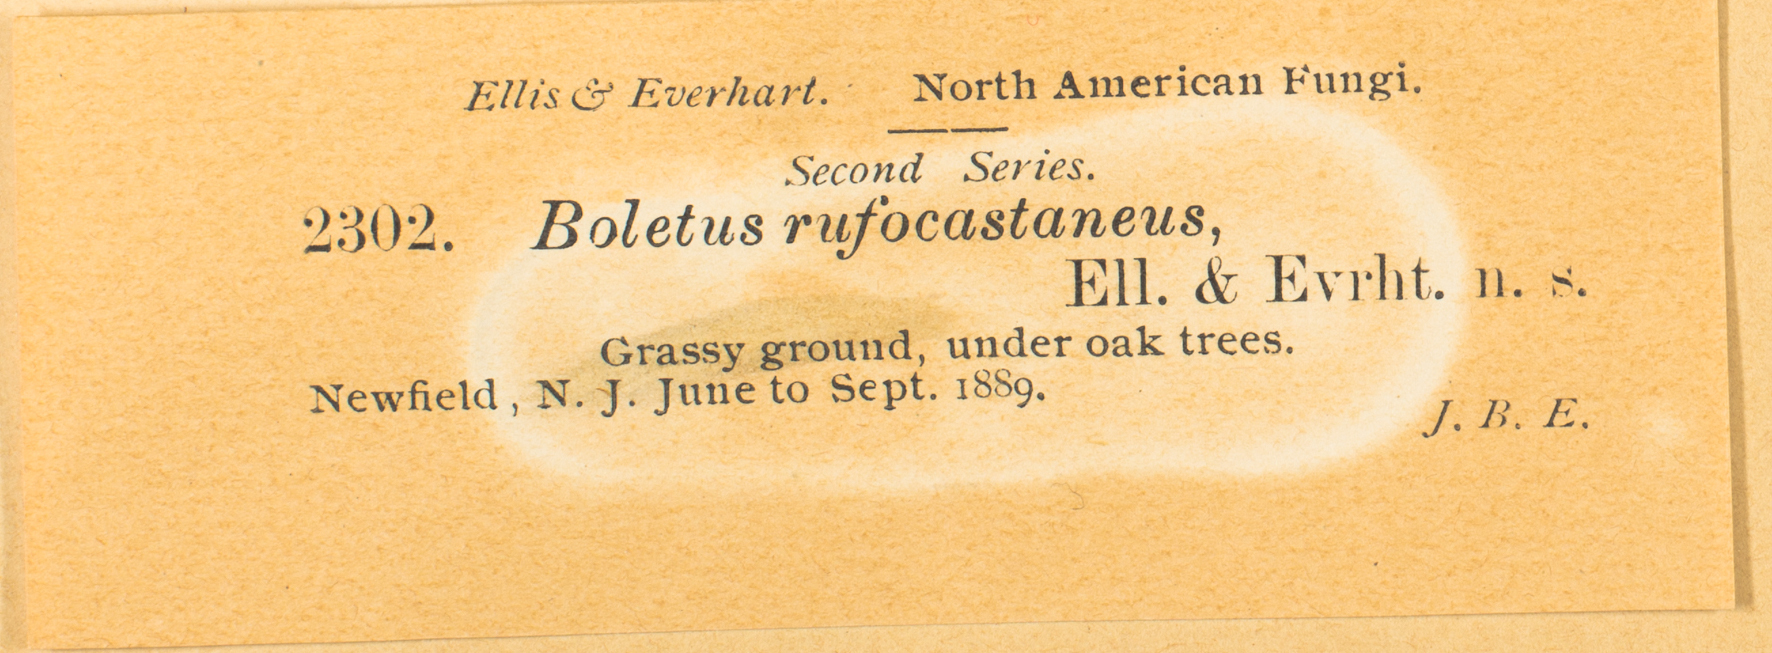 Ellis & Everhart. North American Fungi.
Second Series.
2302. Boletus rufocastaneus,
Ell. & Evrht. n. s.
Grassy ground, under oak trees.
Newfield, N. J. June to Sept. 1889.
J. B. E.